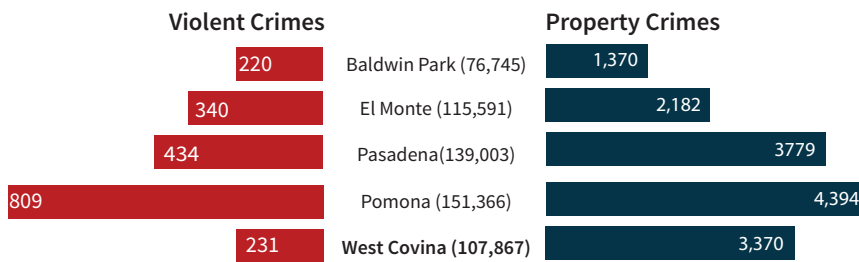 Violent Crimes Property Crimes
220 Baldwin Park (76,745) 1,370
340 El Monte (115,591) 2,182
434 Pasadena(139,003) 3779
809 Pomona (151,366) 4,394
231 West Covina (107,867) 3,370